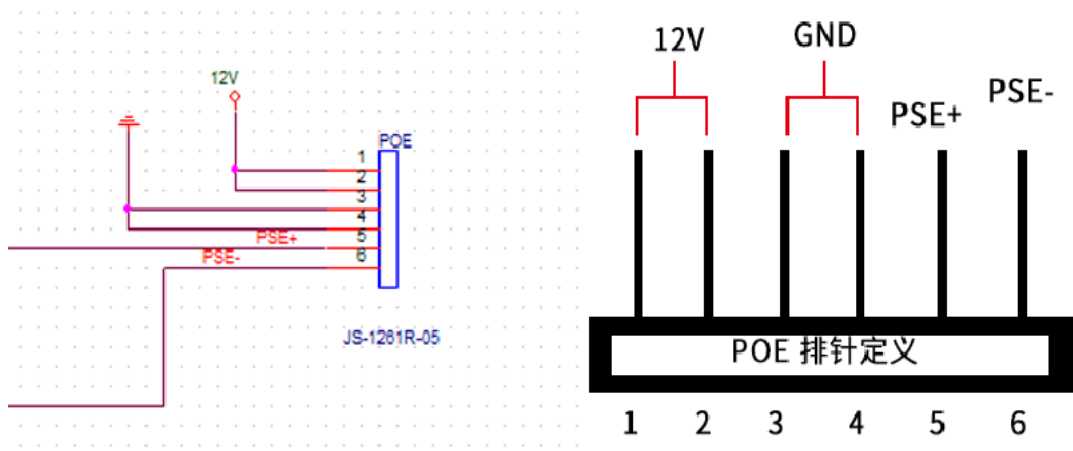 12V
POE
1
2
3
4
5
6
PSE+
PSE-
JS-1281R-05
12V
GND
PSE+
PSE-
POE 排针定义
1 2 3 4 5 6